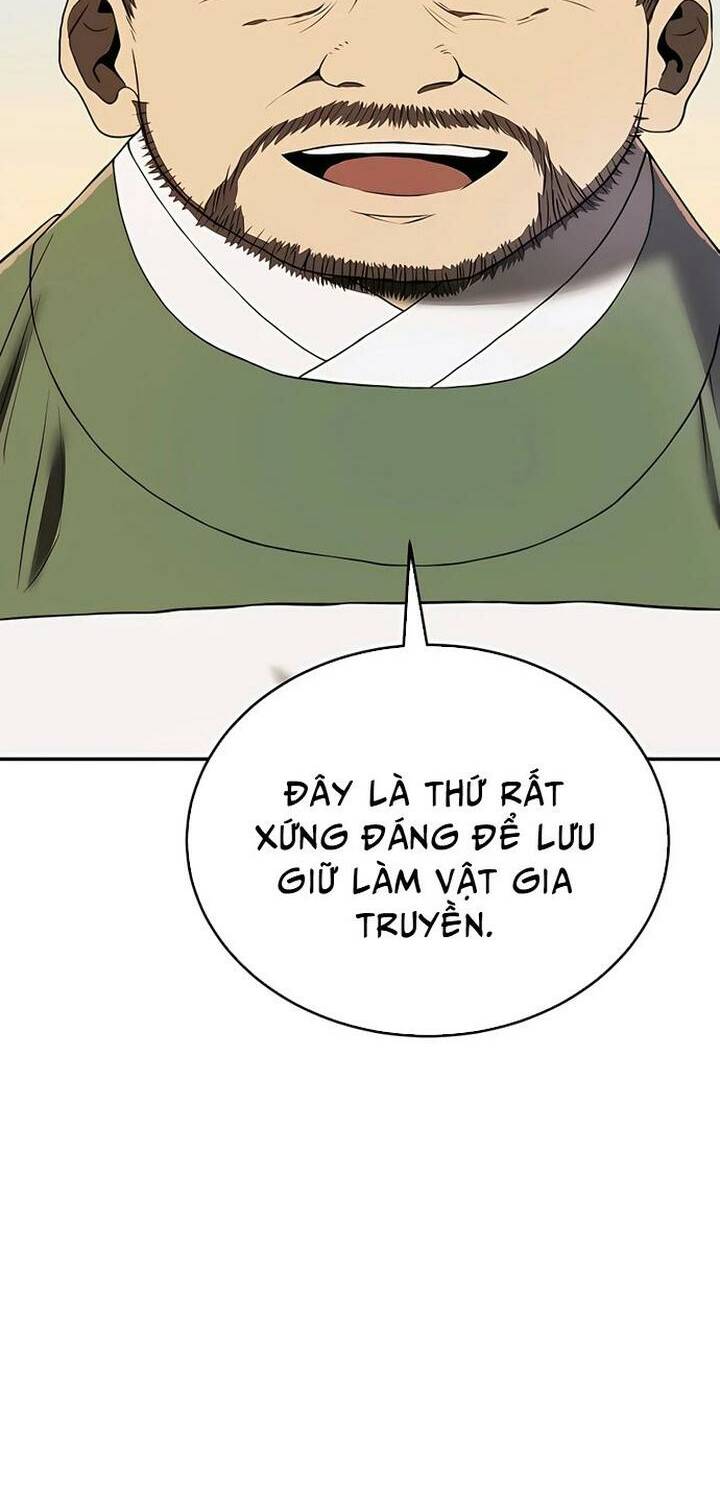 ĐÂY LÀ THỨ RẤT
XỨNG ĐÁNG ĐỂ LƯU
GIỮ LÀM VẬT GIA
TRUYỀN.